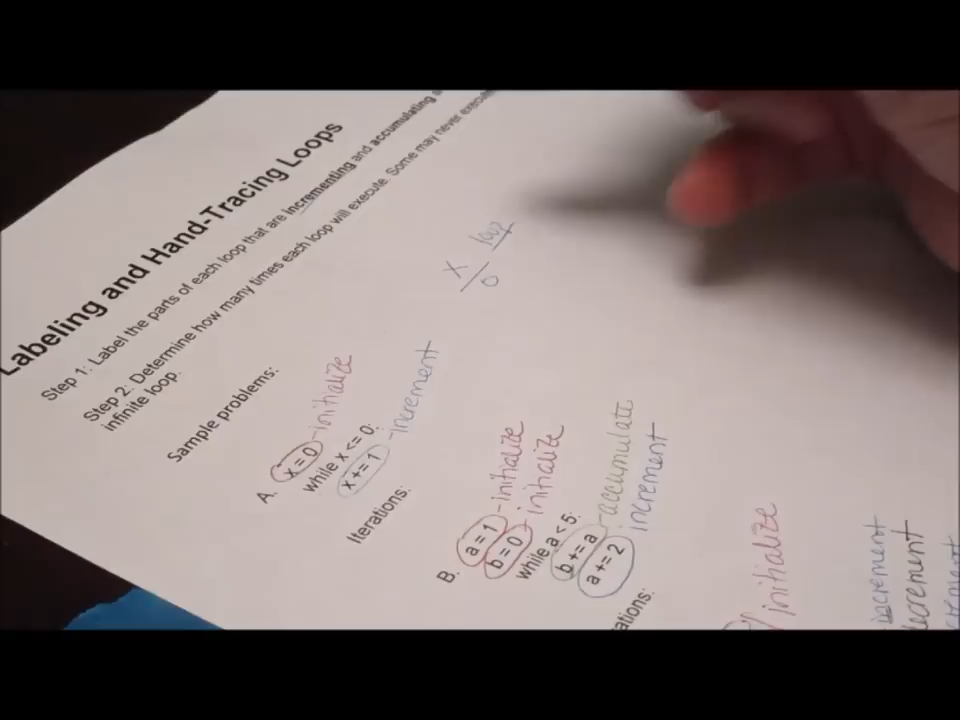 Labeling and Hand-Tracing Loops
Step 1: Label the parts of each loop that are incrementing and accumulating
Step 2: Determine how many times each loop will execute. Some may never execute
infinite loop.
Sample problems:
X loop
0
A. x = 0 - initialize
while x <= 0:
x += 1 - increment
Iterations:
B. a = 1 - initialize
b = 0 - initialize
while a < 5:
b += a - accumulate
a += 2 increment
initialize
increment
decrement